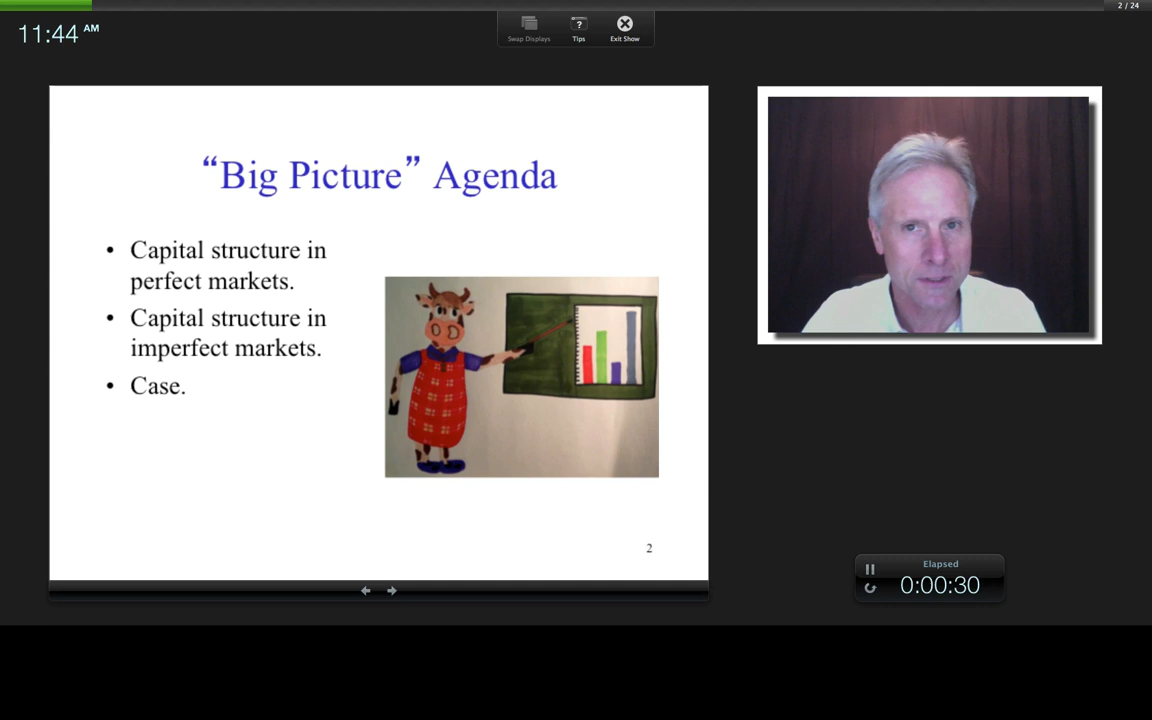 2 / 24
11:44 AM
Swap Displays
?
Tips
Exit Show
“Big Picture” Agenda
• Capital structure in
perfect markets.
• Capital structure in
imperfect markets.
• Case.
2
Elapsed
0:00:30